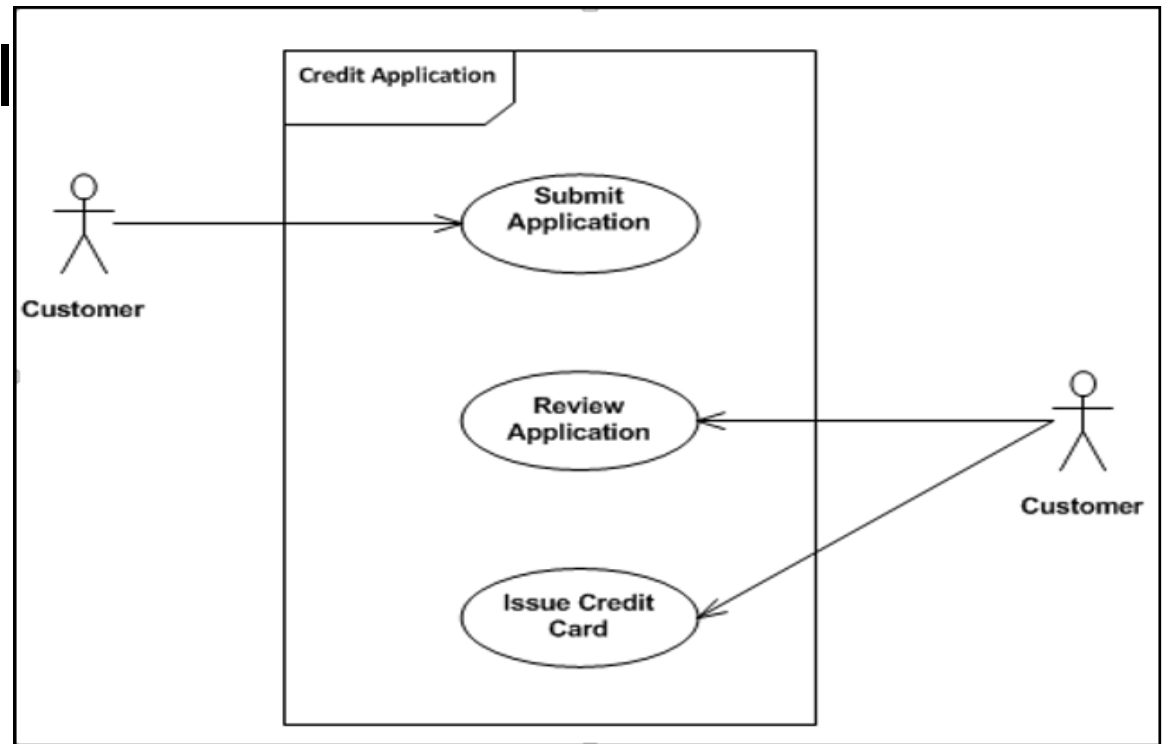 Credit Application
Submit
Application
Customer
Review
Application
Customer
Issue Credit
Card